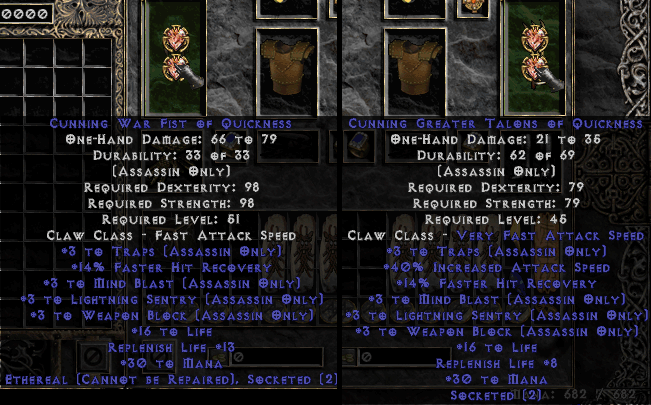 Cunning War Fist of Quickness
One-Hand Damage: 66 to 79
Durability: 33 of 33
(Assassin Only)
Required Dexterity: 98
Required Strength: 98
Required Level: 51
Claw Class - Fast Attack Speed
+3 to Traps (Assassin Only)
+14% Faster Hit Recovery
+3 to Mind Blast (Assassin Only)
+3 to Lightning Sentry (Assassin Only)
+3 to Weapon Block (Assassin Only)
+16 to Life
Replenish Life +13
+30 to Mana
Ethereal (Cannot be Repaired), Socketed (2)
Cunning Greater Talons of Quickness
One-Hand Damage: 21 to 35
Durability: 62 of 69
(Assassin Only)
Required Dexterity: 79
Required Strength: 79
Required Level: 45
Claw Class - Very Fast Attack Speed
+3 to Traps (Assassin Only)
+40% Increased Attack Speed
+14% Faster Hit Recovery
+3 to Mind Blast (Assassin Only)
+3 to Lightning Sentry (Assassin Only)
+3 to Weapon Block (Assassin Only)
+16 to Life
Replenish Life +8
+30 to Mana
Socketed (2)
682 / 682